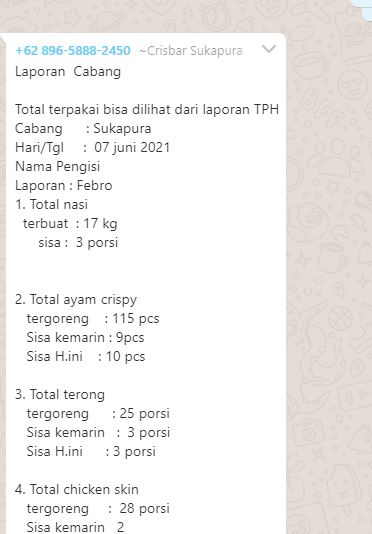 +62 896-5888-2450 ~Crisbar Sukapura
Laporan Cabang
Total terpakai bisa dilihat dari laporan TPH
Cabang : Sukapura
Hari/Tgl : 07 juni 2021
Nama Pengisi
Laporan : Febro
1. Total nasi
terbuat : 17 kg
sisa : 3 porsi
2. Total ayam crispy
tergoreng : 115 pcs
Sisa kemarin : 9pcs
Sisa H.ini : 10 pcs
3. Total terong
tergoreng : 25 porsi
Sisa kemarin : 3 porsi
Sisa H.ini : 3 porsi
4. Total chicken skin
tergoreng : 28 porsi
Sisa kemarin 2